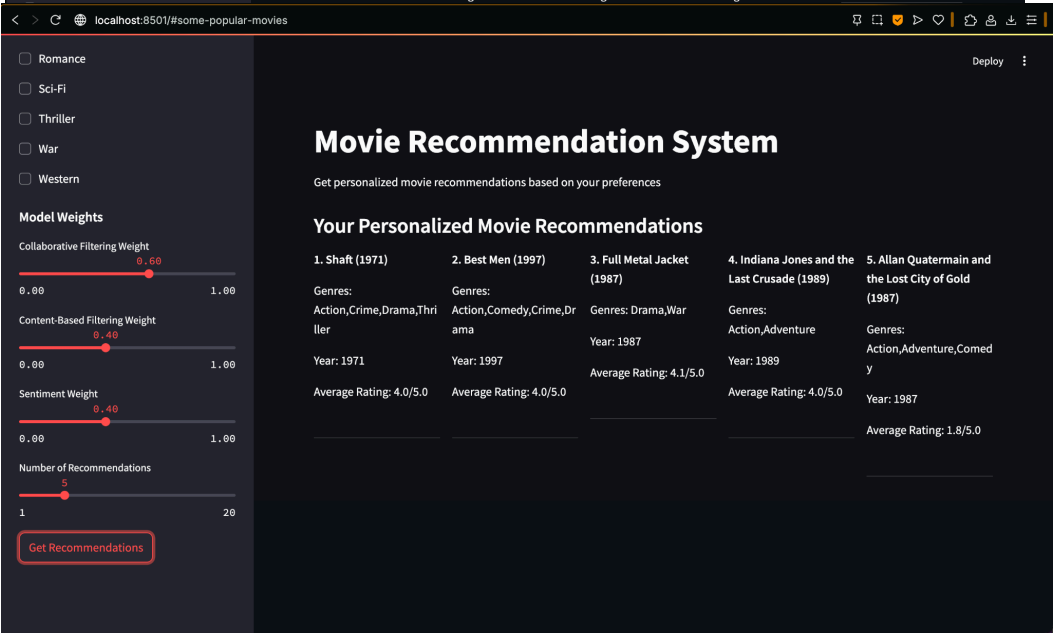 localhost:8501/#some-popular-movies
Romance
Sci-Fi
Thriller
War
Western
Model Weights
Collaborative Filtering Weight
0.60
0.00 1.00
Content-Based Filtering Weight
0.40
0.00 1.00
Sentiment Weight
0.40
0.00 1.00
Number of Recommendations
5
1 20
Get Recommendations
Deploy
Movie Recommendation System
Get personalized movie recommendations based on your preferences
Your Personalized Movie Recommendations
1. Shaft (1971)
Genres:
Action,Crime,Drama,Thri
ller
Year: 1971
Average Rating: 4.0/5.0
2. Best Men (1997)
Genres:
Action,Comedy,Crime,Dr
ama
Year: 1997
Average Rating: 4.0/5.0
3. Full Metal Jacket
(1987)
Genres: Drama,War
Year: 1987
Average Rating: 4.1/5.0
4. Indiana Jones and the
Last Crusade (1989)
Genres:
Action,Adventure
Year: 1989
Average Rating: 4.0/5.0
5. Allan Quatermain and
the Lost City of Gold
(1987)
Genres:
Action,Adventure,Comed
y
Year: 1987
Average Rating: 1.8/5.0